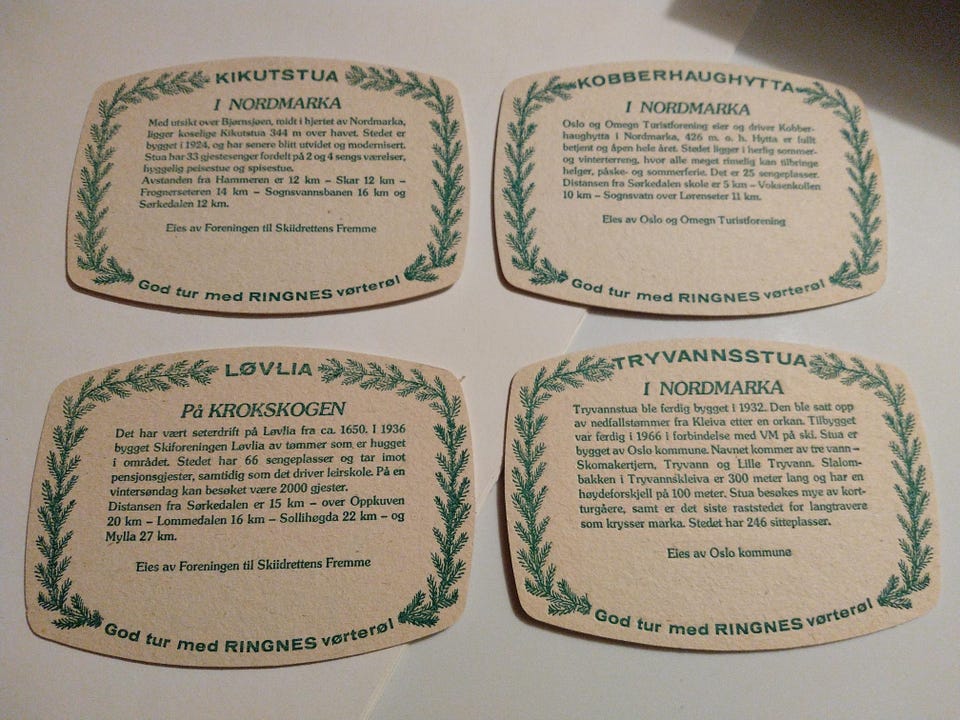 KIKUTSTUA
I NORDMARKA
Med utsikt over Bjørnsjøen, midt i hjertet av Nordmarka,
ligger koselige Kikutstua 344 m over havet. Stedet er
bygget i 1924, og har senere blitt utvidet og modernisert.
Stua har 33 gjestesenger fordelt på 2 og 4 sengs værelser,
hyggelig peisestue og spisestue.
Avstanden fra Hammeren er 12 km – Skar 12 km –
Frognerseteren 14 km – Sognsvannsbanen 16 km og
Sørkedalen 12 km.
Eies av Foreningen til Skiidrettens Fremme
God tur med RINGNES vørterøl
KOBBERHAUGHYTTA
I NORDMARKA
Oslo og Omegn Turistforening eier og driver Kobber-
haughytta i Nordmarka, 426 m. o. h. Hytta er fullt
betjent og åpen hele året. Stedet ligger i herlig sommer-
og vinterterreng, hvor alle meget rimelig kan tilbringe
helger, påske- og sommerferie. Det er 25 sengeplasser.
Distansen fra Sørkedalen skole er 5 km – Voksenkollen
10 km – Sognsvatn over Lørenseter 11 km.
Eies av Oslo og Omegn Turistforening
God tur med RINGNES vørterøl
LØVLIA
På KROKSKOGEN
Det har vært seterdrift på Løvlia fra ca. 1650. I 1936
bygget Skiforeningen Løvlia av tømmer som er hugget
i området. Stedet har 66 sengeplasser og tar imot
pensjonsgjester, samtidig som det driver leirskole. På en
vintersøndag kan besøket være 2000 gjester.
Distansen fra Sørkedalen er 15 km – over Oppkuven
20 km – Lommedalen 16 km – Sollihøgda 22 km – og
Mylla 27 km.
Eies av Foreningen til Skiidrettens Fremme
God tur med RINGNES vørterøl
TRYVANNSSTUA
I NORDMARKA
Tryvannstua ble ferdig bygget i 1932. Den ble satt opp
av nedfallstømmer fra Kleiva etter en orkan. Tilbygget
var ferdig i 1966 i forbindelse med VM på ski. Stua er
bygget av Oslo kommune. Navnet kommer av tre vann –
Skomakertjern, Tryvann og Lille Tryvann. Slalom-
bakken i Tryvannskleiva er 300 meter lang og har en
høydeforskjell på 100 meter. Stua besøkes mye av kort-
turgåere, samt er det siste raststedet for langtravere
som krysser marka. Stedet har 246 sitteplasser.
Eies av Oslo kommune
God tur med RINGNES vørterøl